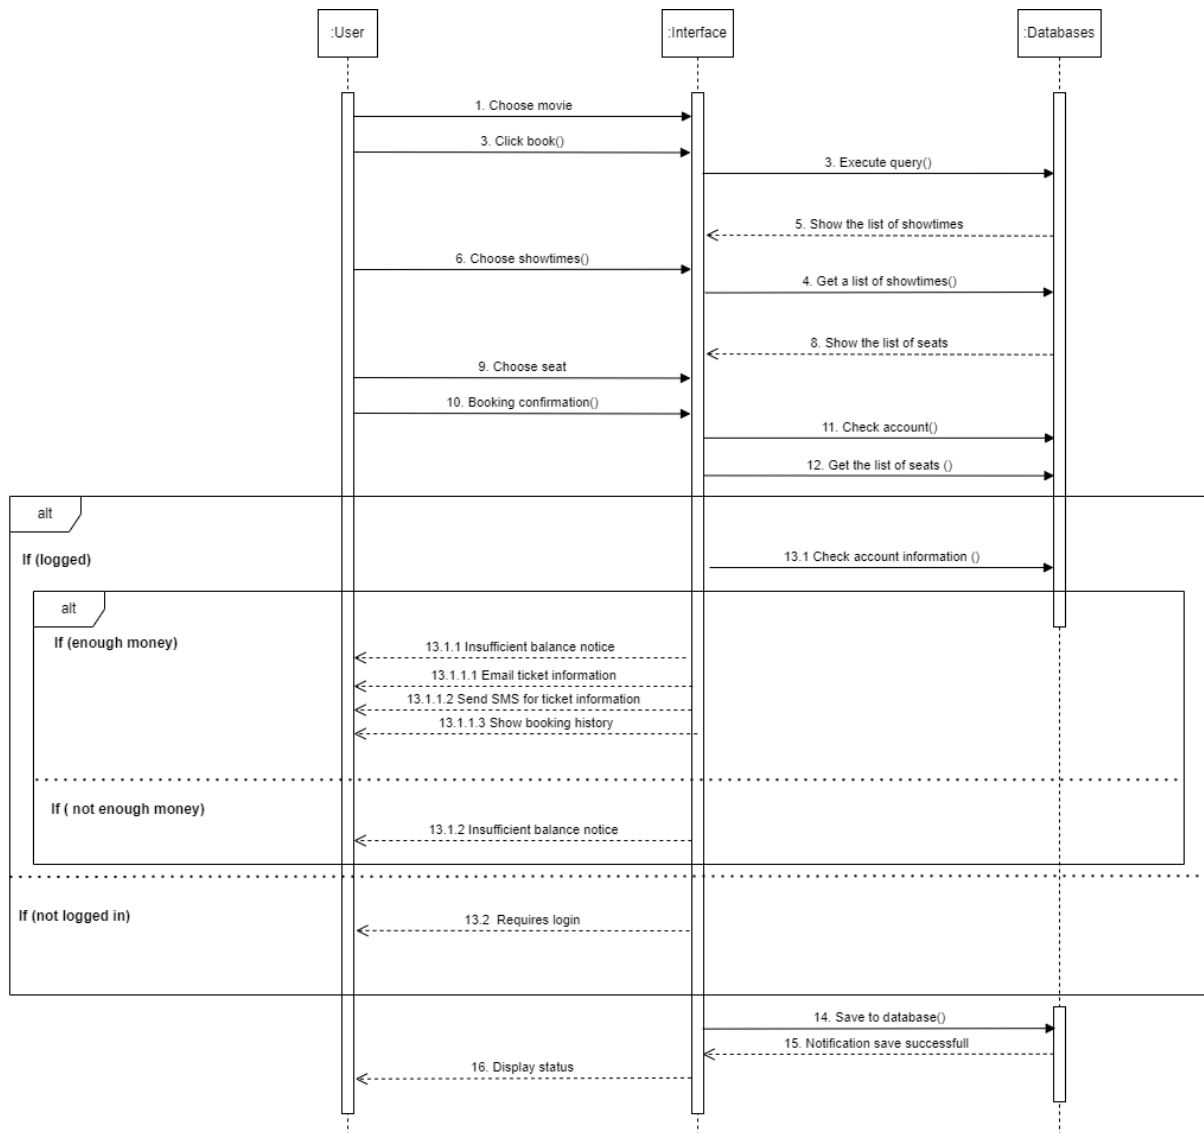 :User
:Interface
:Databases
1. Choose movie
3. Click book()
3. Execute query()
5. Show the list of showtimes
6. Choose showtimes()
4. Get a list of showtimes()
8. Show the list of seats
9. Choose seat
10. Booking confirmation()
11. Check account()
12. Get the list of seats ()
alt
If (logged)
13.1 Check account information ()
alt
If (enough money)
13.1.1 Insufficient balance notice
13.1.1.1 Email ticket information
13.1.1.2 Send SMS for ticket information
13.1.1.3 Show booking history
If ( not enough money)
13.1.2 Insufficient balance notice
If (not logged in)
13.2 Requires login
14. Save to database()
15. Notification save successfull
16. Display status